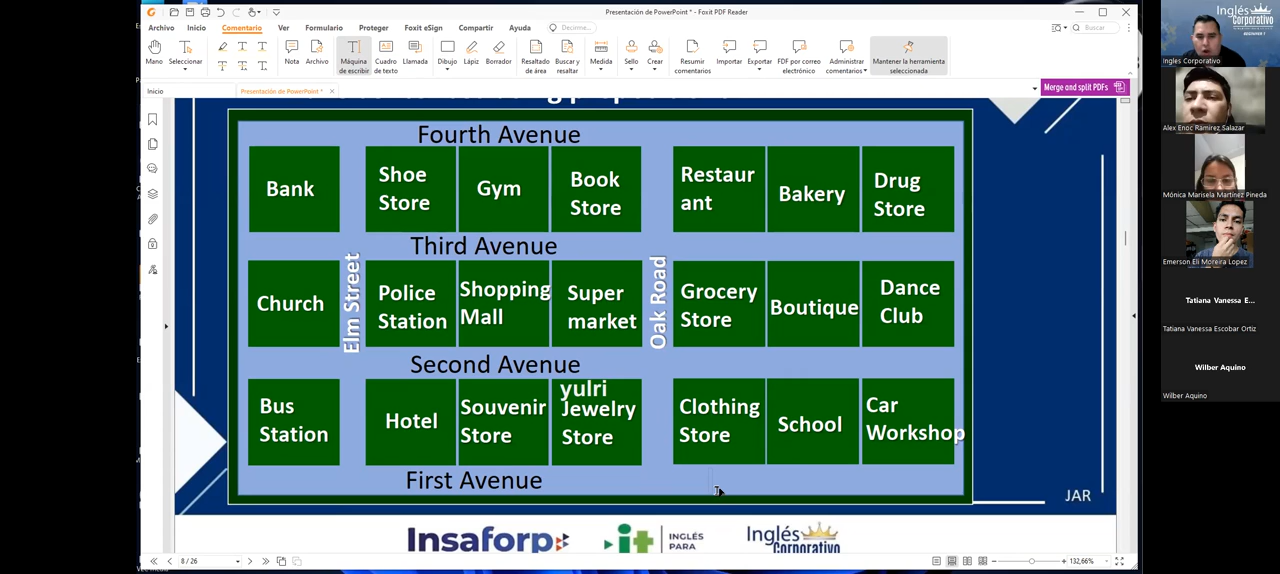 Presentación de PowerPoint * - Foxit PDF Reader
Archivo Inicio Comentario Ver Formulario Proteger Foxit eSign Compartir Ayuda Decirme... Buscar
Mano Seleccionar Nota Archivo Máquina de escribir Cuadro de texto Llamada Dibujo Lápiz Borrador Resaltado de área Buscar y resaltar Medida Sello Crear Resumir comentarios Importar Exportar FDF por correo electrónico Administrar comentarios Mantener la herramienta seleccionada
Inicio Presentación de PowerPoint * Merge and split PDFs
Fourth Avenue
Bank
Shoe Store
Gym
Book Store
Restaur ant
Bakery
Drug Store
Third Avenue
Elm Street
Oak Road
Church
Police Station
Shopping Mall
Super market
Grocery Store
Boutique
Dance Club
Second Avenue
Bus Station
Hotel
Souvenir Store
yulri
Jewelry Store
Clothing Store
School
Car Workshop
First Avenue
JAR
Insaforp
it INGLÉS PARA
Inglés Corporativo
8 / 26
132,66%
Inglés Corporativo
BEGINNER 1
Ingles Corporativo
Alex Enoc Ramirez Salazar
Mónica Marisela Martínez Pineda
Emerson Eli Moreira Lopez
Tatiana Vanessa E...
Tatiana Vanessa Escobar Ortiz
Wilber Aquino
Wilber Aquino